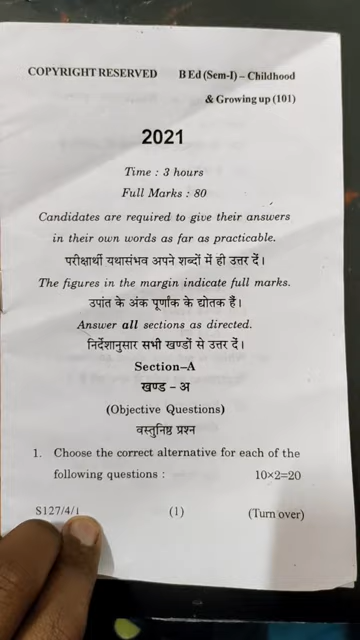 COPYRIGHT RESERVED B Ed (Sem-I) – Childhood
& Growing up (101)
2021
Time : 3 hours
Full Marks : 80
Candidates are required to give their answers
in their own words as far as practicable.
परीक्षार्थी यथासंभव अपने शब्दों में ही उत्तर दें।
The figures in the margin indicate full marks.
उपांत के अंक पूर्णांक के द्योतक हैं।
Answer all sections as directed.
निर्देशानुसार सभी खण्डों से उत्तर दें।
Section–A
खण्ड – अ
(Objective Questions)
वस्तुनिष्ठ प्रश्न
1. Choose the correct alternative for each of the
following questions : 10×2=20
S127/4/1 (1) (Turn over)